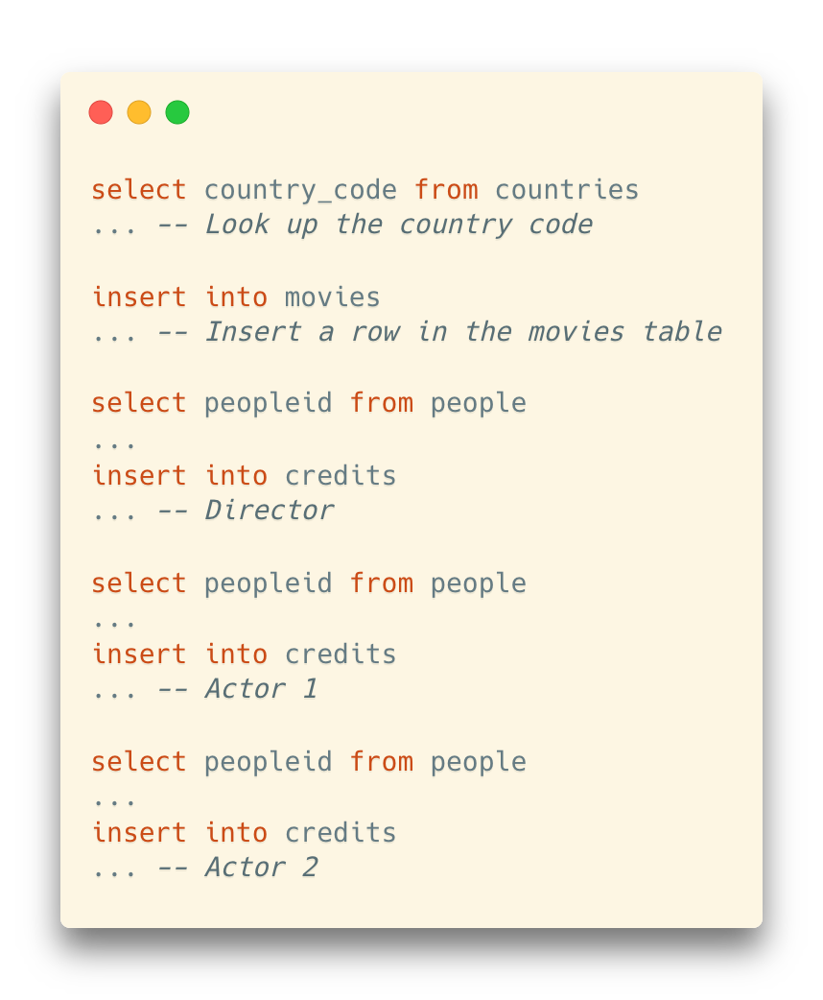 select country_code from countries
... -- Look up the country code
insert into movies
... -- Insert a row in the movies table
select peopleid from people
...
insert into credits
... -- Director
select peopleid from people
...
insert into credits
... -- Actor 1
select peopleid from people
...
insert into credits
... -- Actor 2